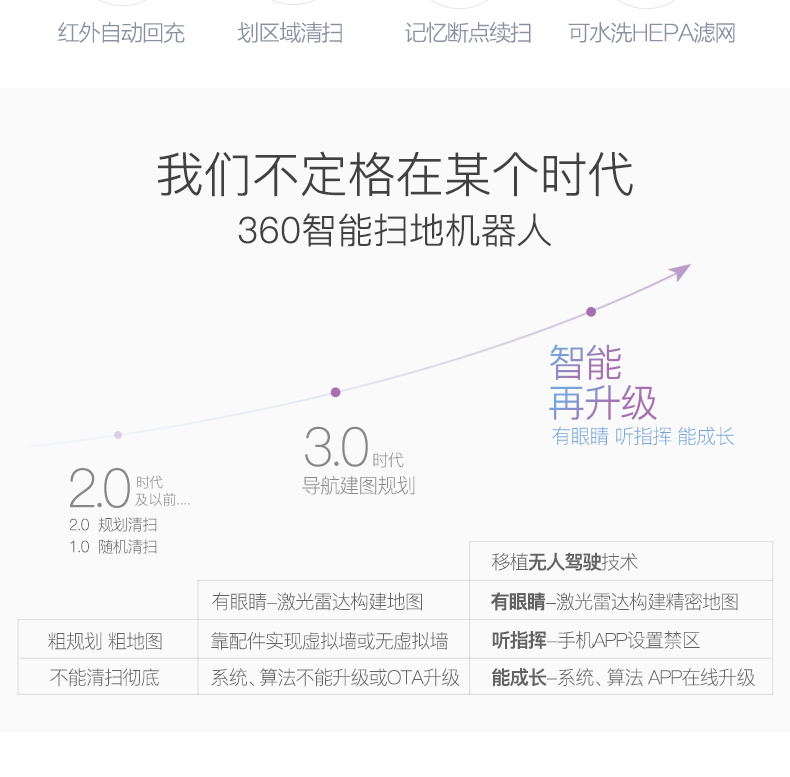 红外自动回充 划区域清扫 记忆断点续扫 可水洗HEPA滤网
我们不定格在某个时代
360智能扫地机器人
智能
再升级
有眼睛 听指挥 能成长
3.0 时代
导航建图规划
2.0 时代
及以前....
2.0 规划清扫
1.0 随机清扫
移植无人驾驶技术
有眼睛–激光雷达构建地图 有眼睛–激光雷达构建精密地图
粗规划 粗地图 靠配件实现虚拟墙或无虚拟墙 听指挥–手机APP设置禁区
不能清扫彻底 系统、算法不能升级或OTA升级 能成长–系统、算法 APP在线升级